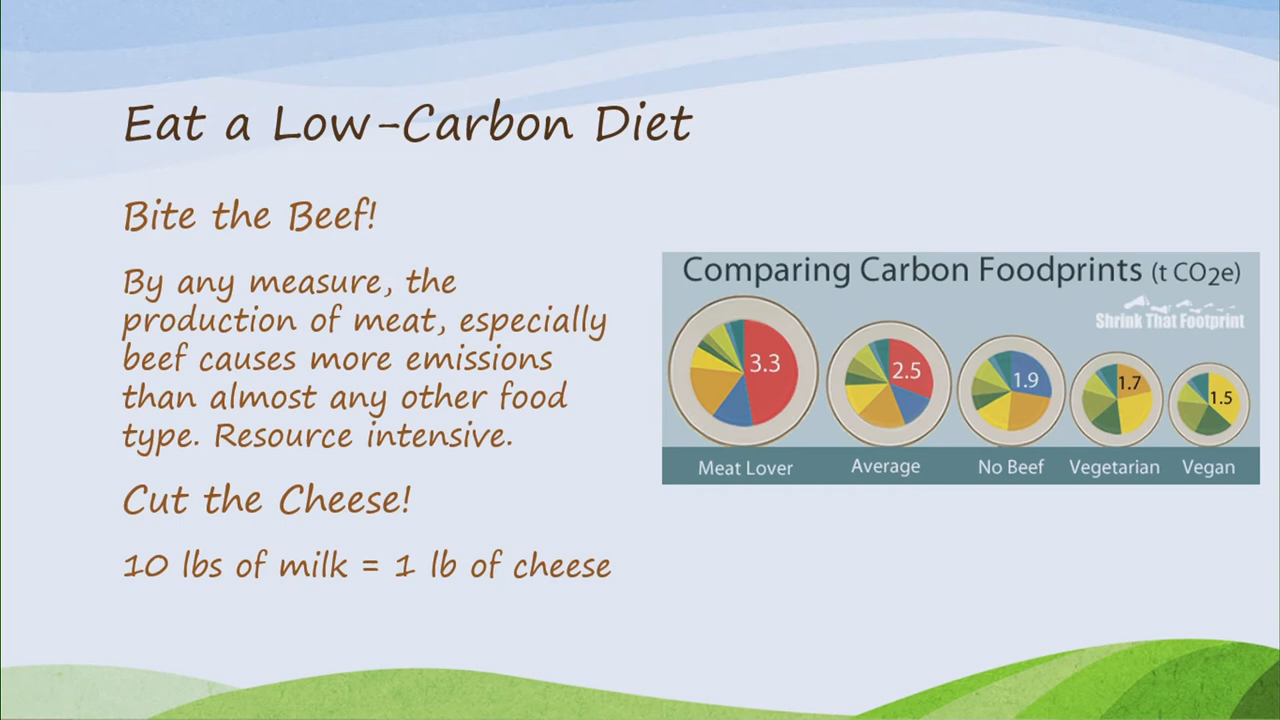 Eat a Low-Carbon Diet
Bite the Beef!
By any measure, the
production of meat, especially
beef causes more emissions
than almost any other food
type. Resource intensive.
Cut the Cheese!
10 lbs of milk = 1 lb of cheese
Comparing Carbon Foodprints (t CO2e)
Shrink That Footprint
3.3
2.5
1.9
1.7
1.5
Meat Lover
Average
No Beef
Vegetarian
Vegan